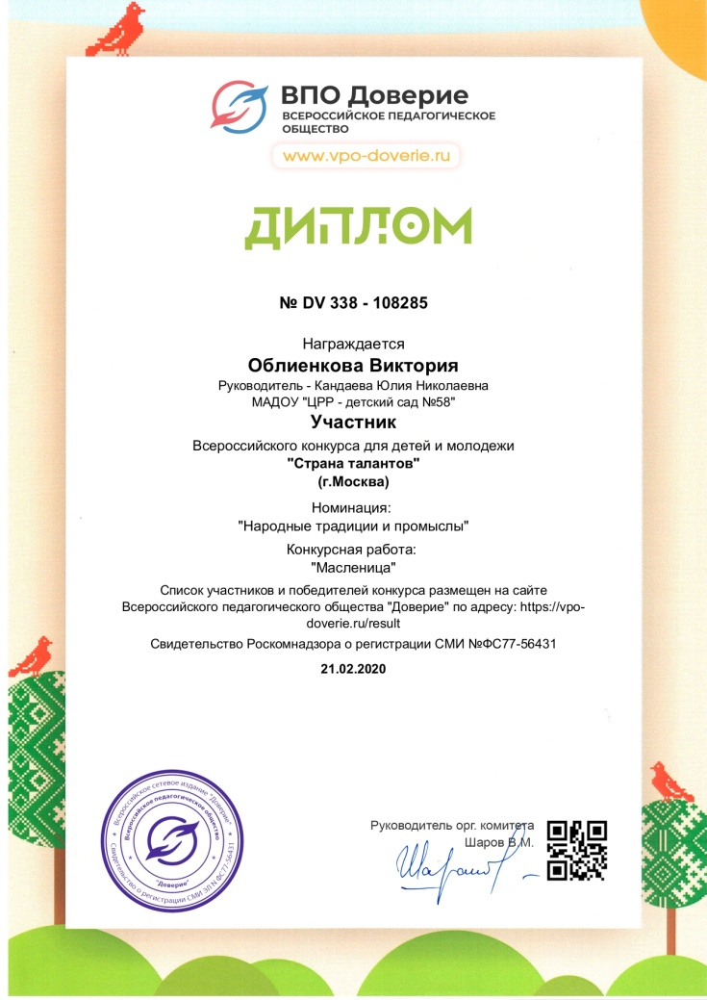 ВПО Доверие
ВСЕРОССИЙСКОЕ ПЕДАГОГИЧЕСКОЕ
ОБЩЕСТВО
www.vpo-doverie.ru
ДИПЛОМ
№ DV 338 - 108285
Награждается
Облиенкова Виктория
Руководитель - Кандаева Юлия Николаевна
МАДОУ "ЦРР - детский сад №58"
Участник
Всероссийского конкурса для детей и молодежи
"Страна талантов"
(г.Москва)
Номинация:
"Народные традиции и промыслы"
Конкурсная работа:
"Масленица"
Список участников и победителей конкурса размещен на сайте
Всероссийского педагогического общества "Доверие" по адресу: https://vpo-
doverie.ru/result
Свидетельство Роскомнадзора о регистрации СМИ №ФС77-56431
21.02.2020
Всероссийское сетевое издание "Доверие"
Свидетельство о регистрации СМИ ЭЛ N ФС77-56431
Всероссийское педагогическое общество
"Доверие"
Руководитель орг. комитета
Шаров В.М.